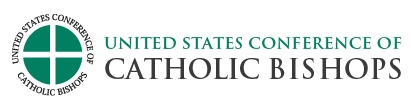 UNITED STATES CONFERENCE OF
CATHOLIC BISHOPS
UNITED STATES CONFERENCE OF
CATHOLIC BISHOPS